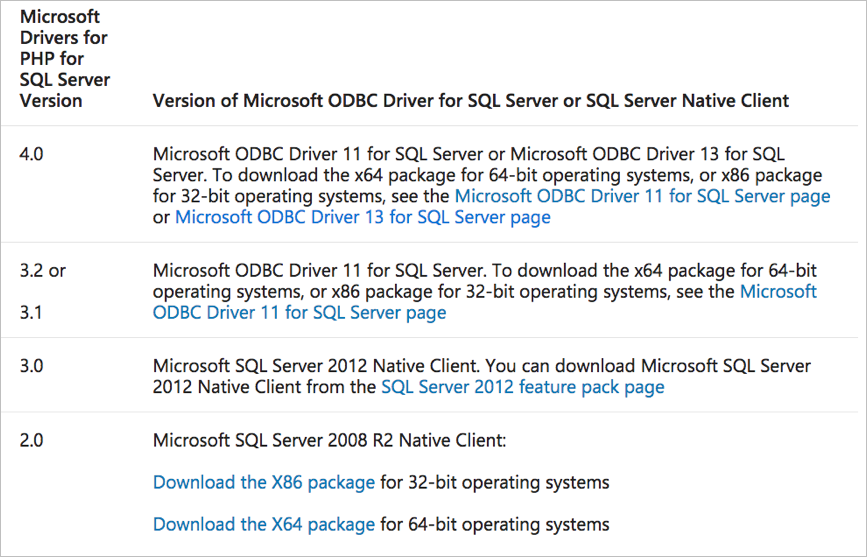 Microsoft
Drivers for
PHP for
SQL Server
Version
Version of Microsoft ODBC Driver for SQL Server or SQL Server Native Client
4.0
Microsoft ODBC Driver 11 for SQL Server or Microsoft ODBC Driver 13 for SQL
Server. To download the x64 package for 64-bit operating systems, or x86 package
for 32-bit operating systems, see the Microsoft ODBC Driver 11 for SQL Server page
or Microsoft ODBC Driver 13 for SQL Server page
3.2 or
3.1
Microsoft ODBC Driver 11 for SQL Server. To download the x64 package for 64-bit
operating systems, or x86 package for 32-bit operating systems, see the Microsoft
ODBC Driver 11 for SQL Server page
3.0
Microsoft SQL Server 2012 Native Client. You can download Microsoft SQL Server
2012 Native Client from the SQL Server 2012 feature pack page
2.0
Microsoft SQL Server 2008 R2 Native Client:
Download the X86 package for 32-bit operating systems
Download the X64 package for 64-bit operating systems